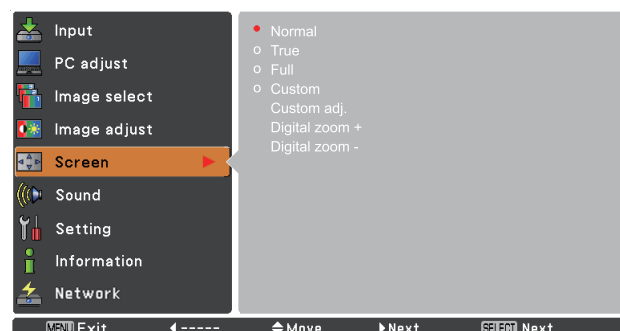 Input
PC adjust
Image select
Image adjust
Screen
Sound
Setting
Information
Network
Normal
o True
o Full
o Custom
Custom adj.
Digital zoom +
Digital zoom -
MENU Exit ----- Move Next SELECT Next